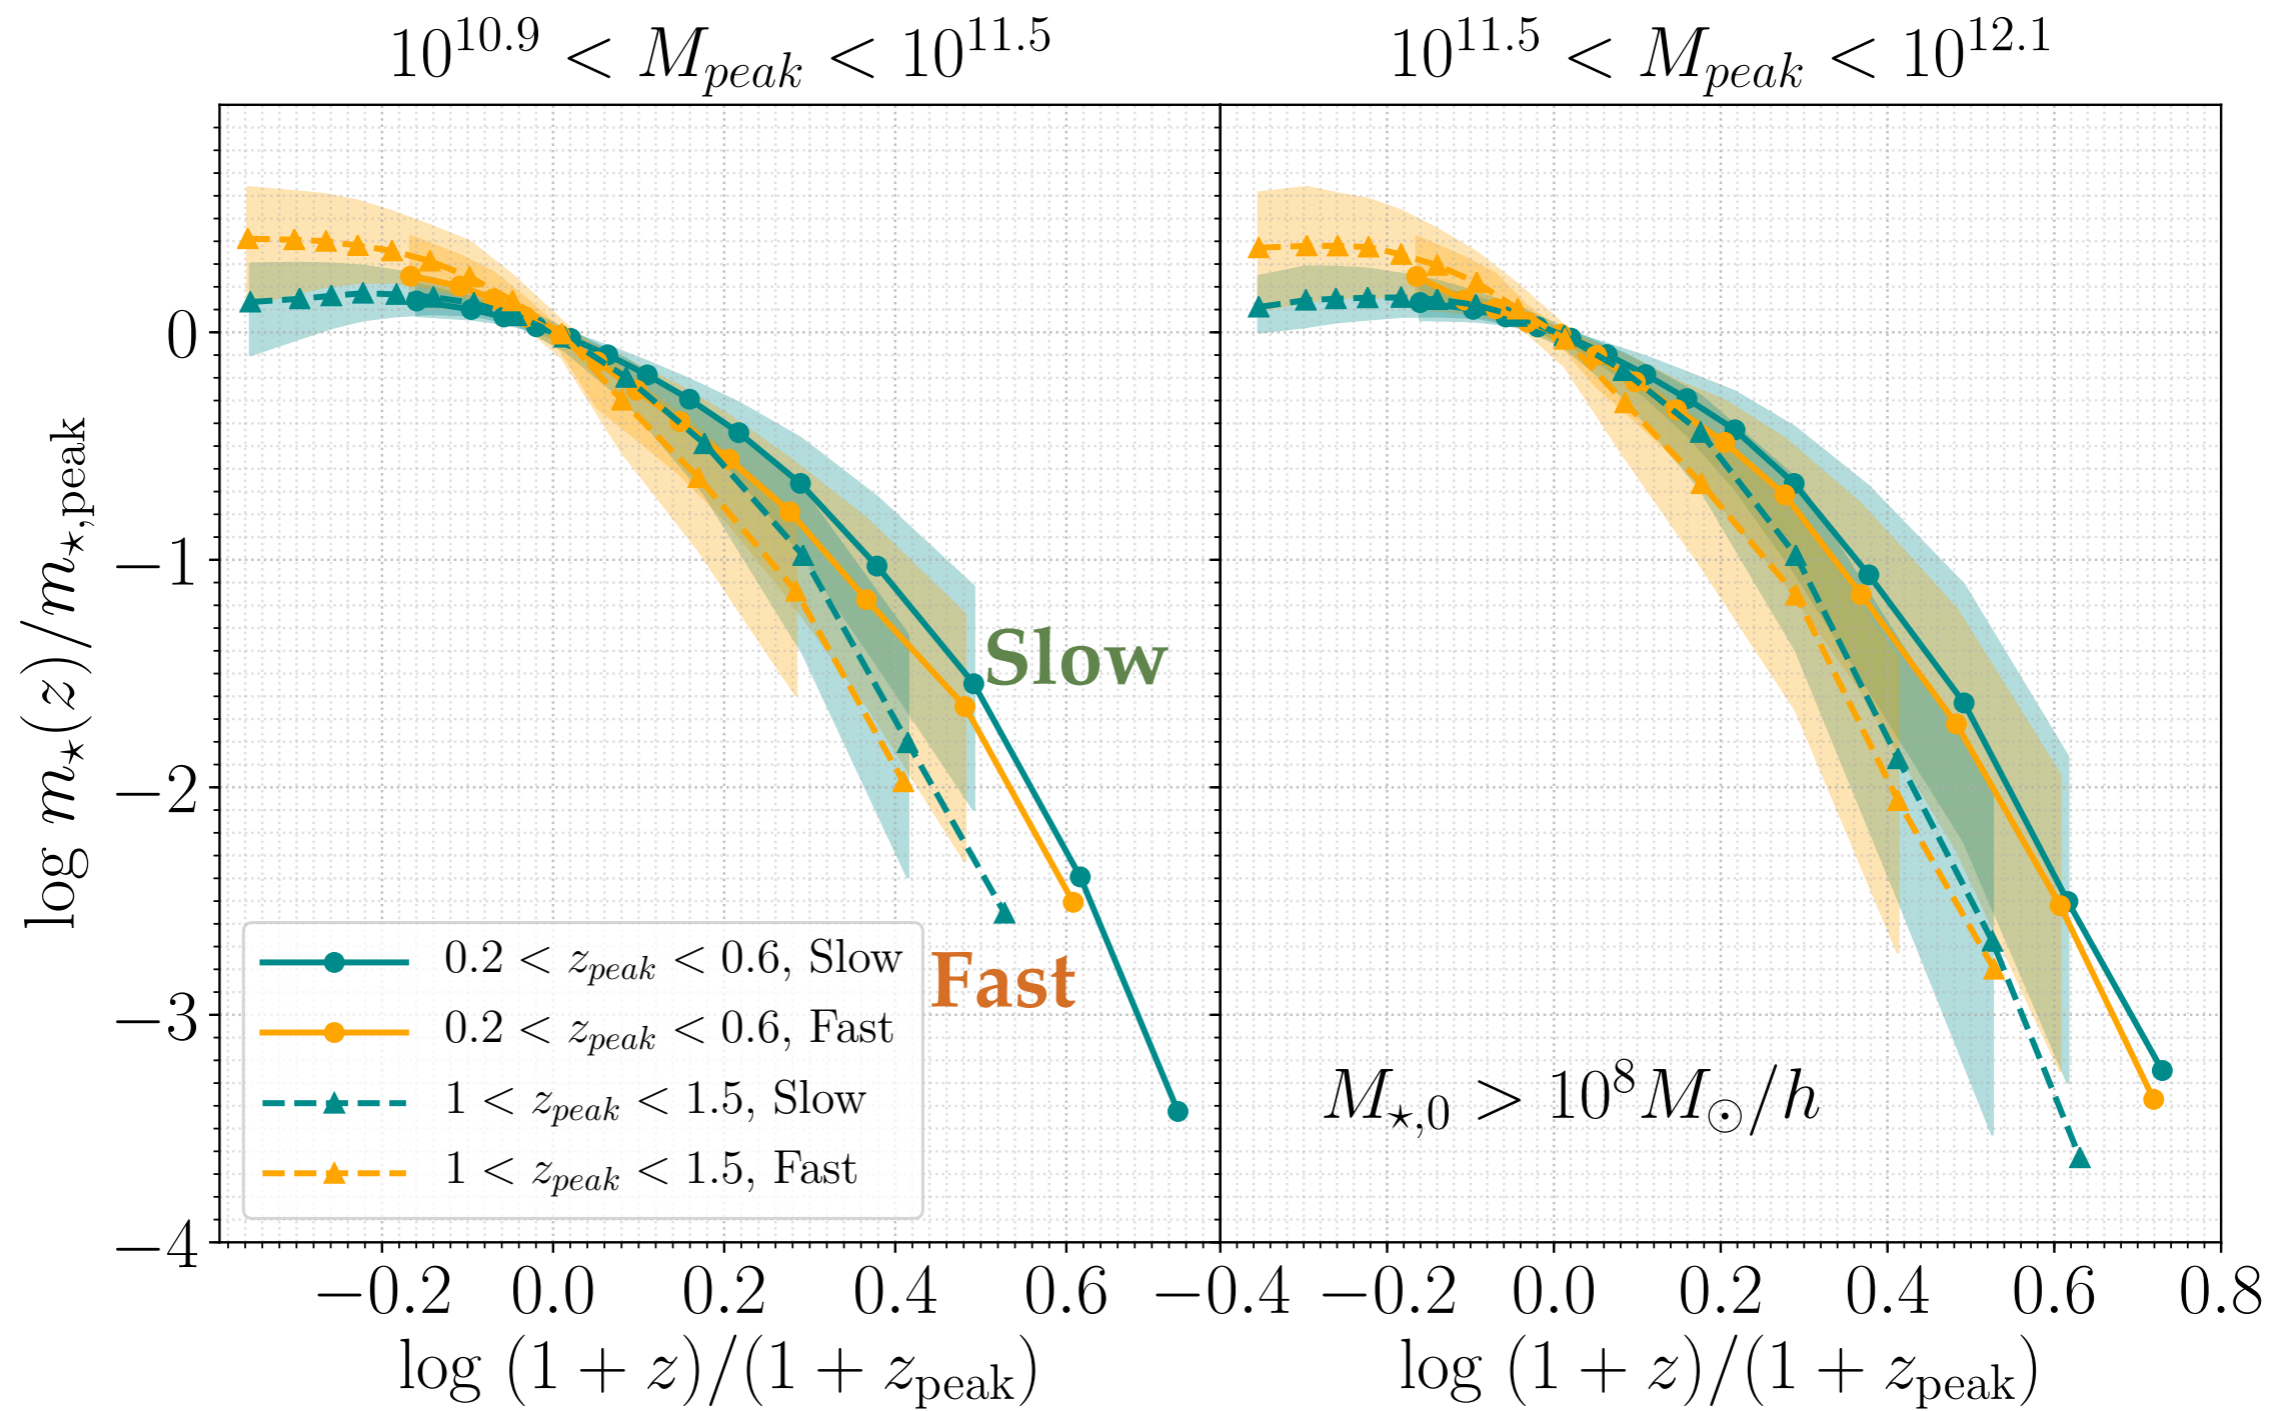 10^{10.9} < M_{peak} < 10^{11.5}
10^{11.5} < M_{peak} < 10^{12.1}
log m_⋆(z)/m_{⋆,peak}
0
−1
−2
−3
−4
Slow
Fast
0.2 < z_{peak} < 0.6, Slow
0.2 < z_{peak} < 0.6, Fast
1 < z_{peak} < 1.5, Slow
1 < z_{peak} < 1.5, Fast
M_{⋆,0} > 10^8 M_⊙/h
−0.2 0.0 0.2 0.4 0.6 −0.4 −0.2 0.0 0.2 0.4 0.6 0.8
log (1 + z)/(1 + z_{peak})
log (1 + z)/(1 + z_{peak})